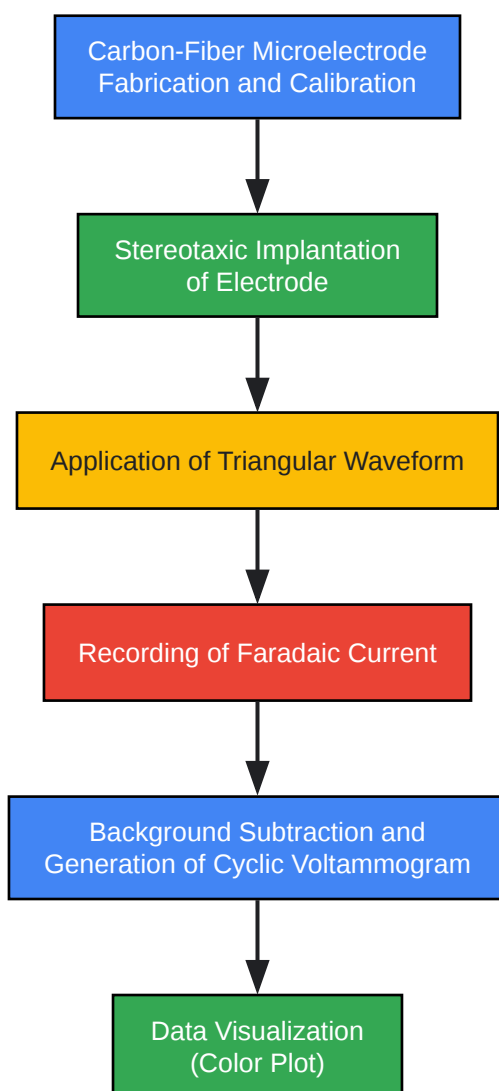 Carbon-Fiber Microelectrode
Fabrication and Calibration
Stereotaxic Implantation
of Electrode
Application of Triangular Waveform
Recording of Faradaic Current
Background Subtraction and
Generation of Cyclic Voltammogram
Data Visualization
(Color Plot)